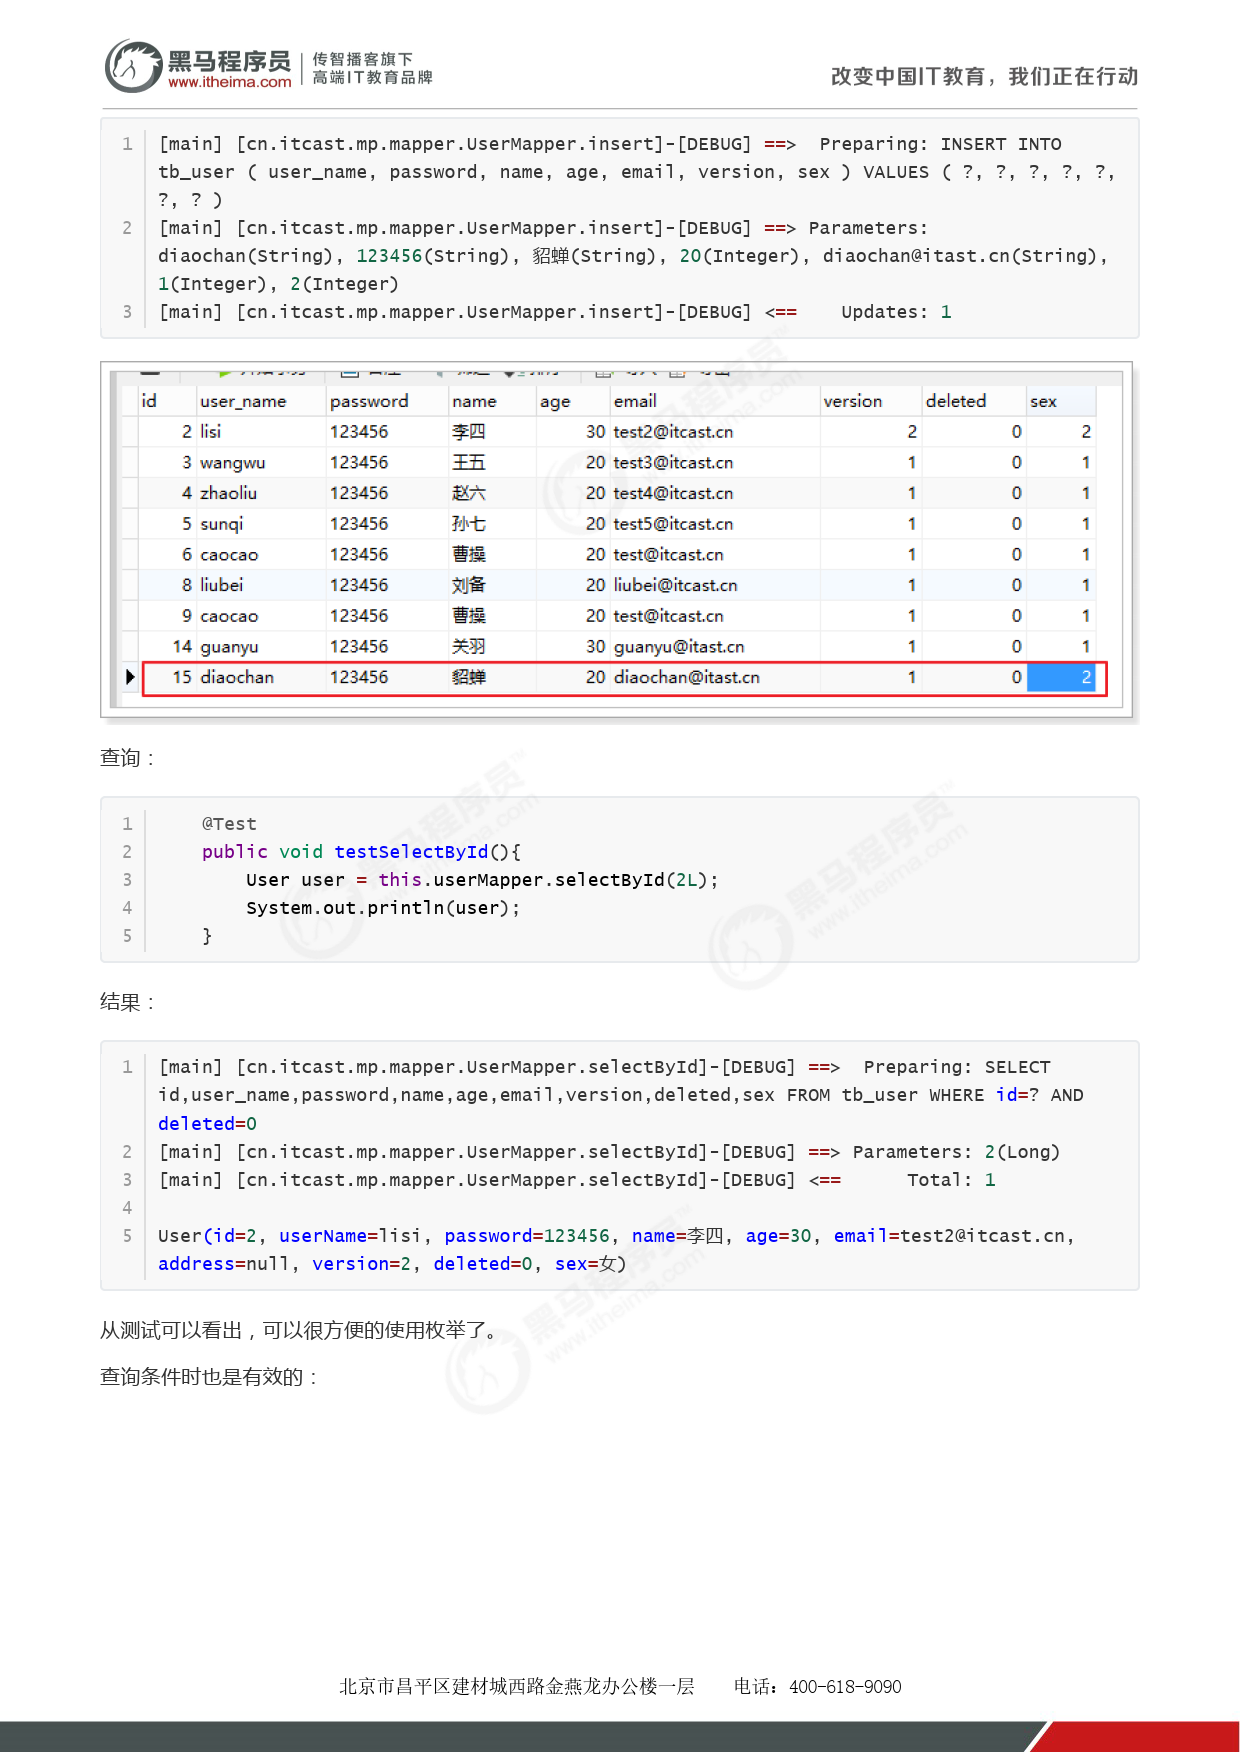 黑马程序员
www.itheima.com
传智播客旗下
高端IT教育品牌
改变中国IT教育，我们正在行动
1 [main] [cn.itcast.mp.mapper.UserMapper.insert]-[DEBUG] ==>  Preparing: INSERT INTO
tb_user ( user_name, password, name, age, email, version, sex ) VALUES ( ?, ?, ?, ?, ?,
?, ? )
2 [main] [cn.itcast.mp.mapper.UserMapper.insert]-[DEBUG] ==> Parameters:
diaochan(String), 123456(String), 貂蝉(String), 20(Integer), diaochan@itast.cn(String),
1(Integer), 2(Integer)
3 [main] [cn.itcast.mp.mapper.UserMapper.insert]-[DEBUG] <==    Updates: 1
id user_name password name age email version deleted sex
2 lisi 123456 李四 30 test2@itcast.cn 2 0 2
3 wangwu 123456 王五 20 test3@itcast.cn 1 0 1
4 zhaoliu 123456 赵六 20 test4@itcast.cn 1 0 1
5 sunqi 123456 孙七 20 test5@itcast.cn 1 0 1
6 caocao 123456 曹操 20 test@itcast.cn 1 0 1
8 liubei 123456 刘备 20 liubei@itcast.cn 1 0 1
9 caocao 123456 曹操 20 test@itcast.cn 1 0 1
14 guanyu 123456 关羽 30 guanyu@itast.cn 1 0 1
15 diaochan 123456 貂蝉 20 diaochan@itast.cn 1 0 2
查询：
1     @Test
2     public void testSelectById(){
3         User user = this.userMapper.selectById(2L);
4         System.out.println(user);
5     }
结果：
1 [main] [cn.itcast.mp.mapper.UserMapper.selectById]-[DEBUG] ==>  Preparing: SELECT
id,user_name,password,name,age,email,version,deleted,sex FROM tb_user WHERE id=? AND
deleted=0
2 [main] [cn.itcast.mp.mapper.UserMapper.selectById]-[DEBUG] ==> Parameters: 2(Long)
3 [main] [cn.itcast.mp.mapper.UserMapper.selectById]-[DEBUG] <==      Total: 1
4
5 User(id=2, userName=lisi, password=123456, name=李四, age=30, email=test2@itcast.cn,
address=null, version=2, deleted=0, sex=女)
从测试可以看出，可以很方便的使用枚举了。
查询条件时也是有效的：
北京市昌平区建材城西路金燕龙办公楼一层    电话：400-618-9090